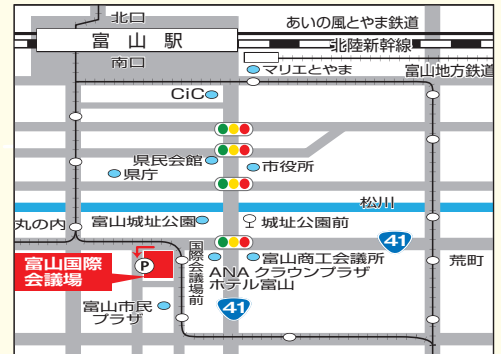 北口
あいの風とやま鉄道
富山駅
北陸新幹線
南口
マリエとやま
富山地方鉄道
CiC
県民会館
市役所
県庁
松川
丸の内
富山城址公園
城址公園前
41
富山国際
会議場
P
国際会議場前
富山商工会議所
荒町
ANA クラウンプラザ
ホテル富山
富山市民
プラザ
41